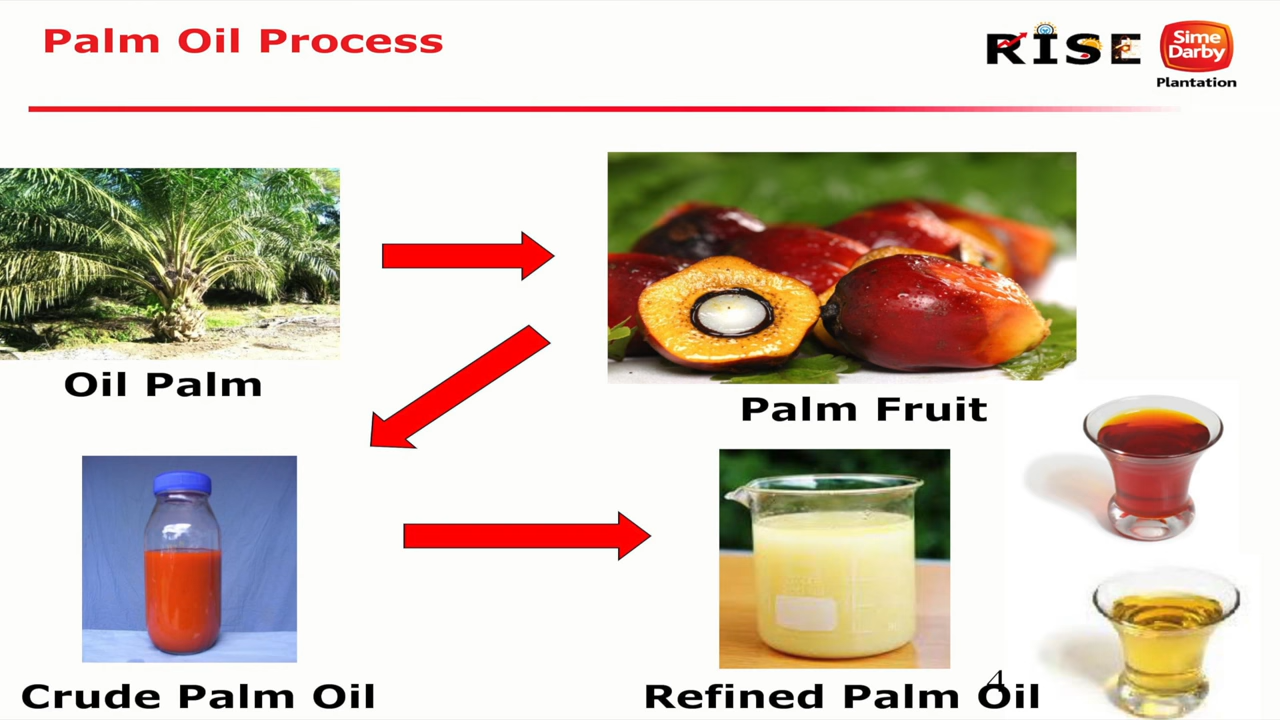 Palm Oil Process
RISE
Sime
Darby
Plantation
Oil Palm
Palm Fruit
Crude Palm Oil
Refined Palm Oil
4